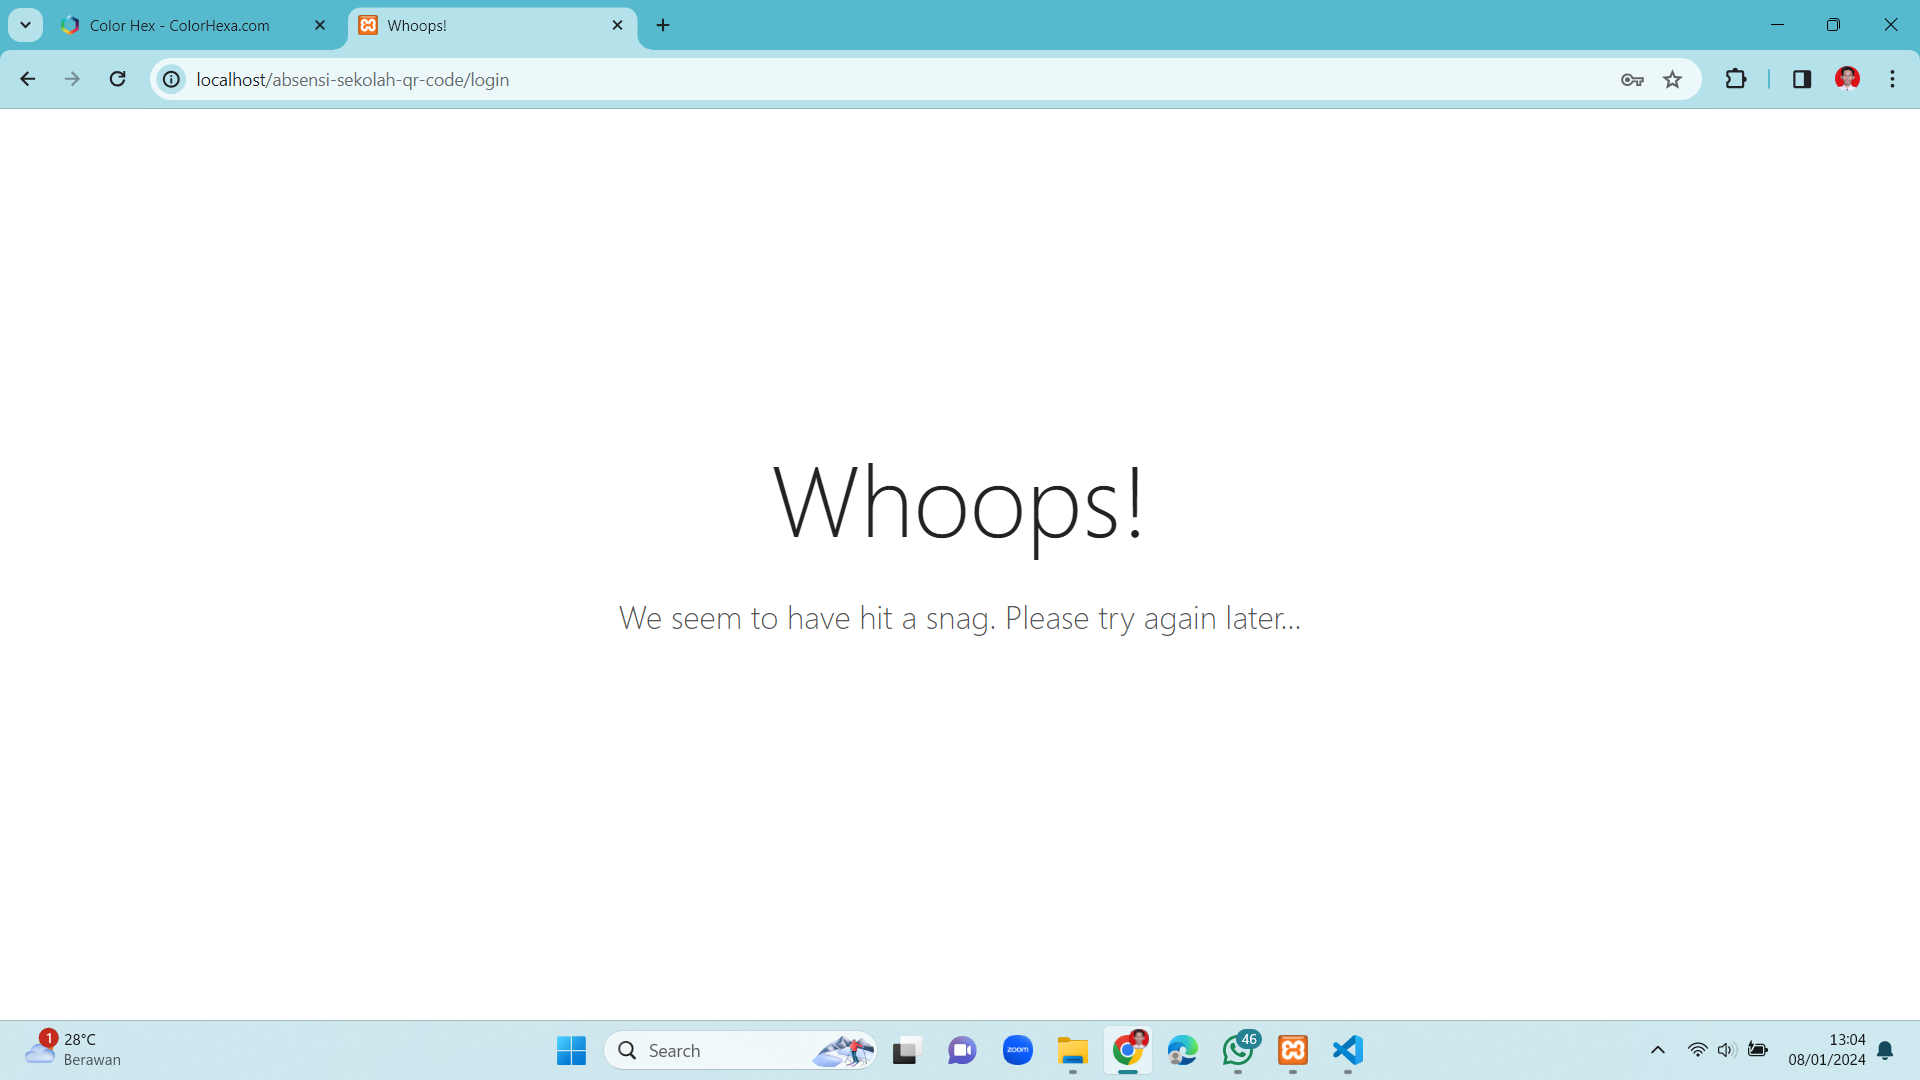 Color Hex - ColorHexa.com
Whoops!
localhost/absensi-sekolah-qr-code/login
Whoops!
We seem to have hit a snag. Please try again later...
1
28°C
Berawan
Search
zoom
46
13:04
08/01/2024